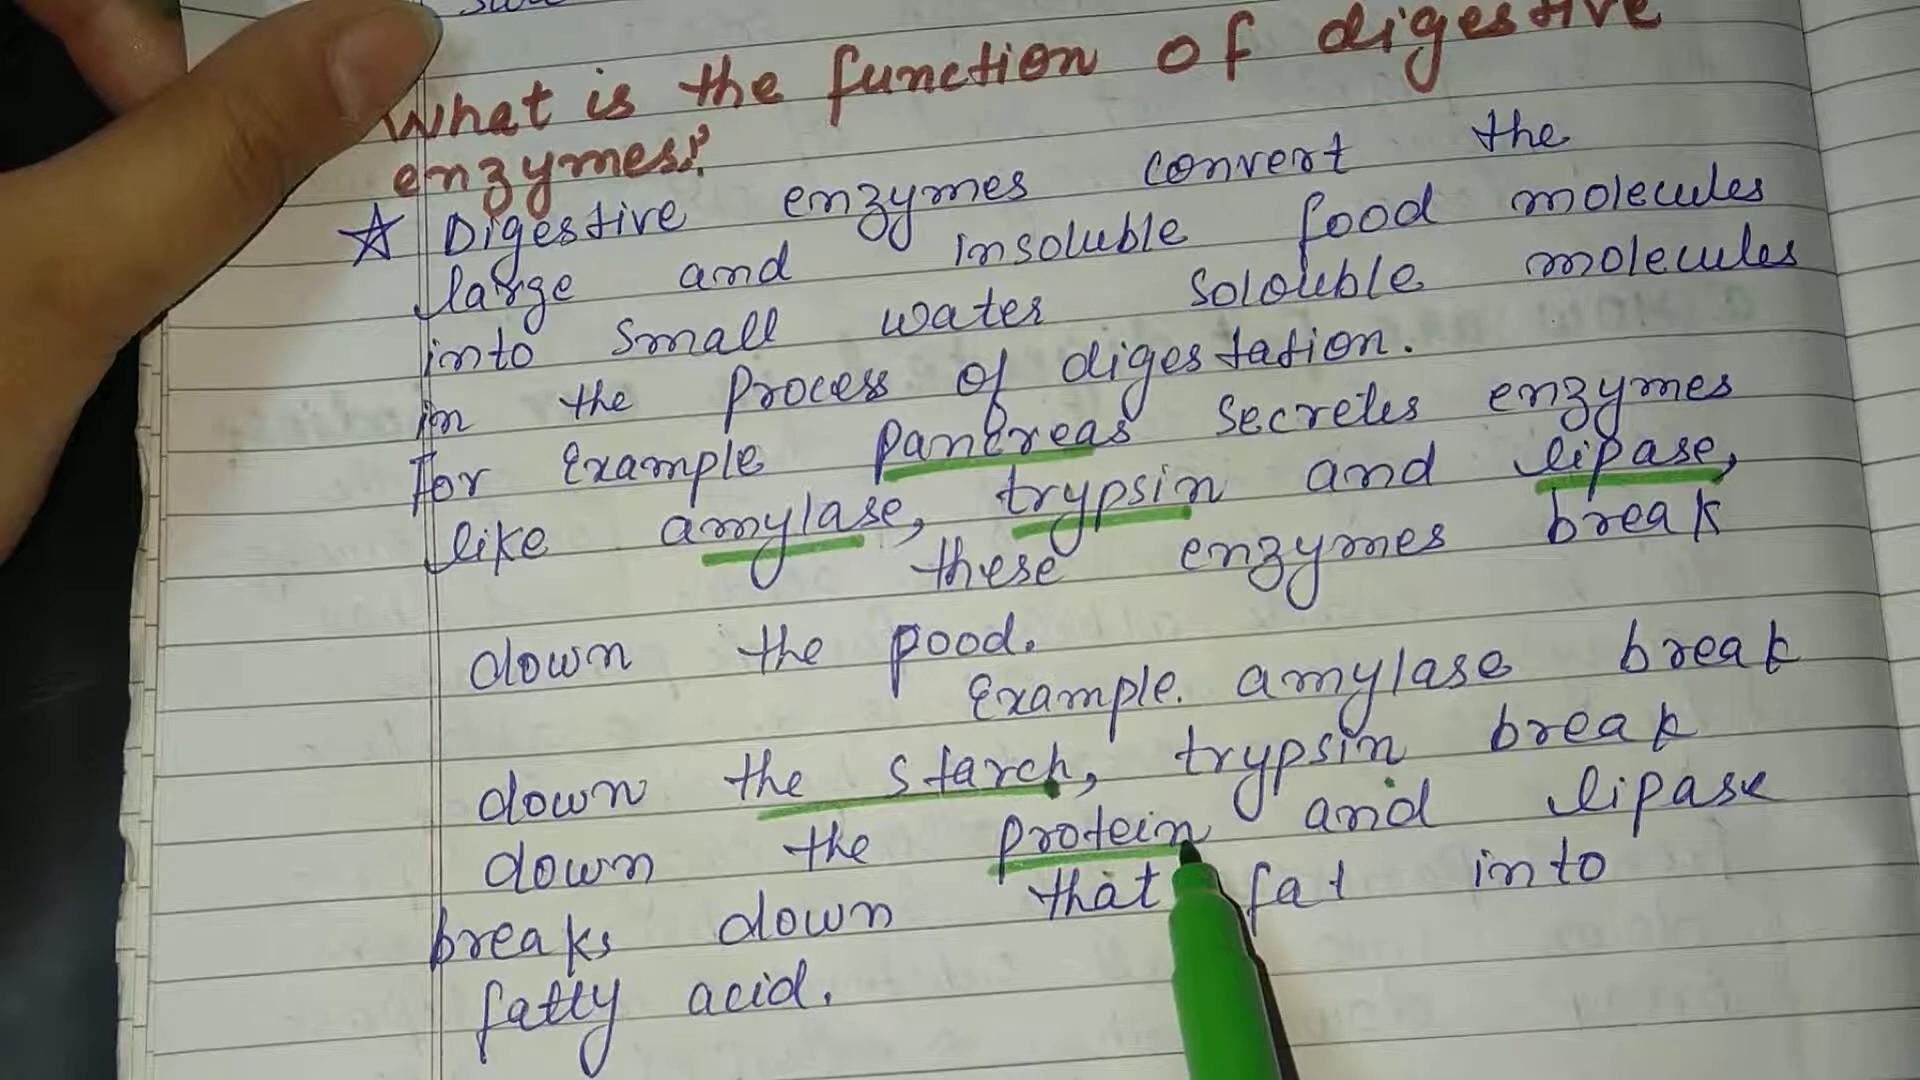 What is the function of digestive
enzymes?
☆ Digestive enzymes convert the
large and insoluble food molecules
into small water soluble molecules
in the process of digestation.
For Example pancreas secretes enzymes
like amylase, trypsin and lipase,
these enzymes break
down the pood.
Example. amylase break
down the starch, trypsin break
down the protein and lipase
breaks down that fat into
fatty acid.